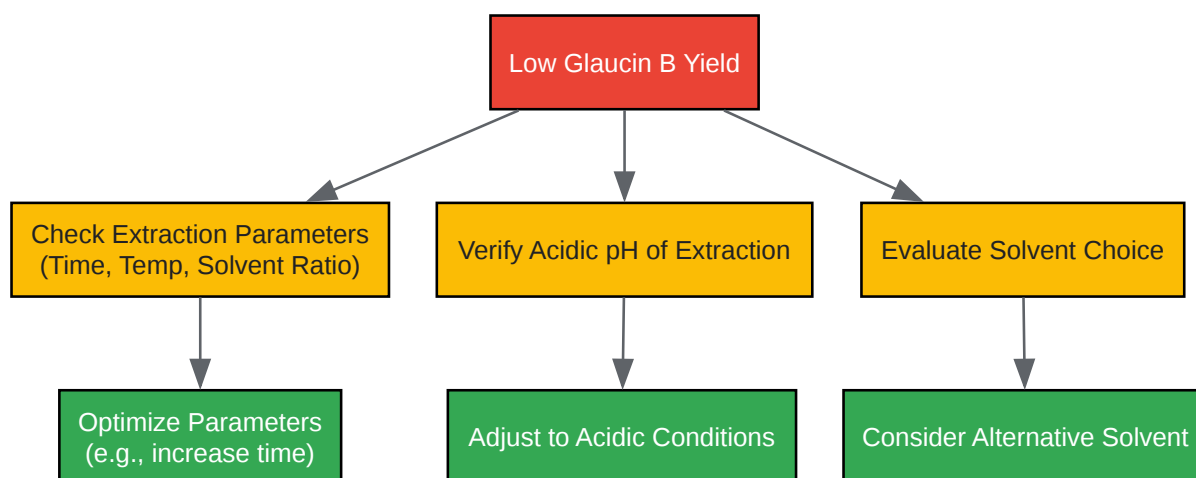 Low Glaucin B Yield
Check Extraction Parameters
(Time, Temp, Solvent Ratio)
Verify Acidic pH of Extraction
Evaluate Solvent Choice
Optimize Parameters
(e.g., increase time)
Adjust to Acidic Conditions
Consider Alternative Solvent